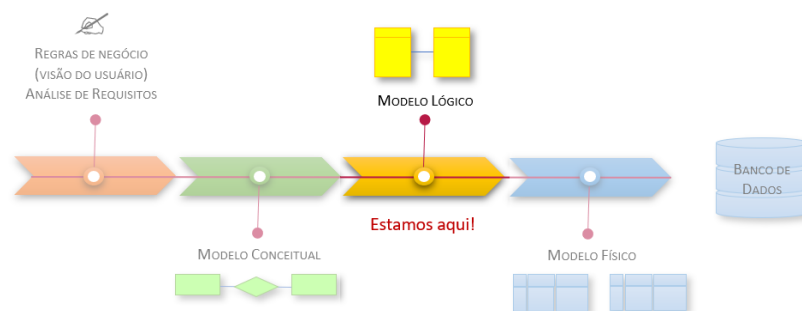 REGRAS DE NEGÓCIO
(VISÃO DO USUÁRIO)
ANÁLISE DE REQUISITOS
MODELO LÓGICO
BANCO DE
DADOS
Estamos aqui!
MODELO CONCEITUAL
MODELO FÍSICO